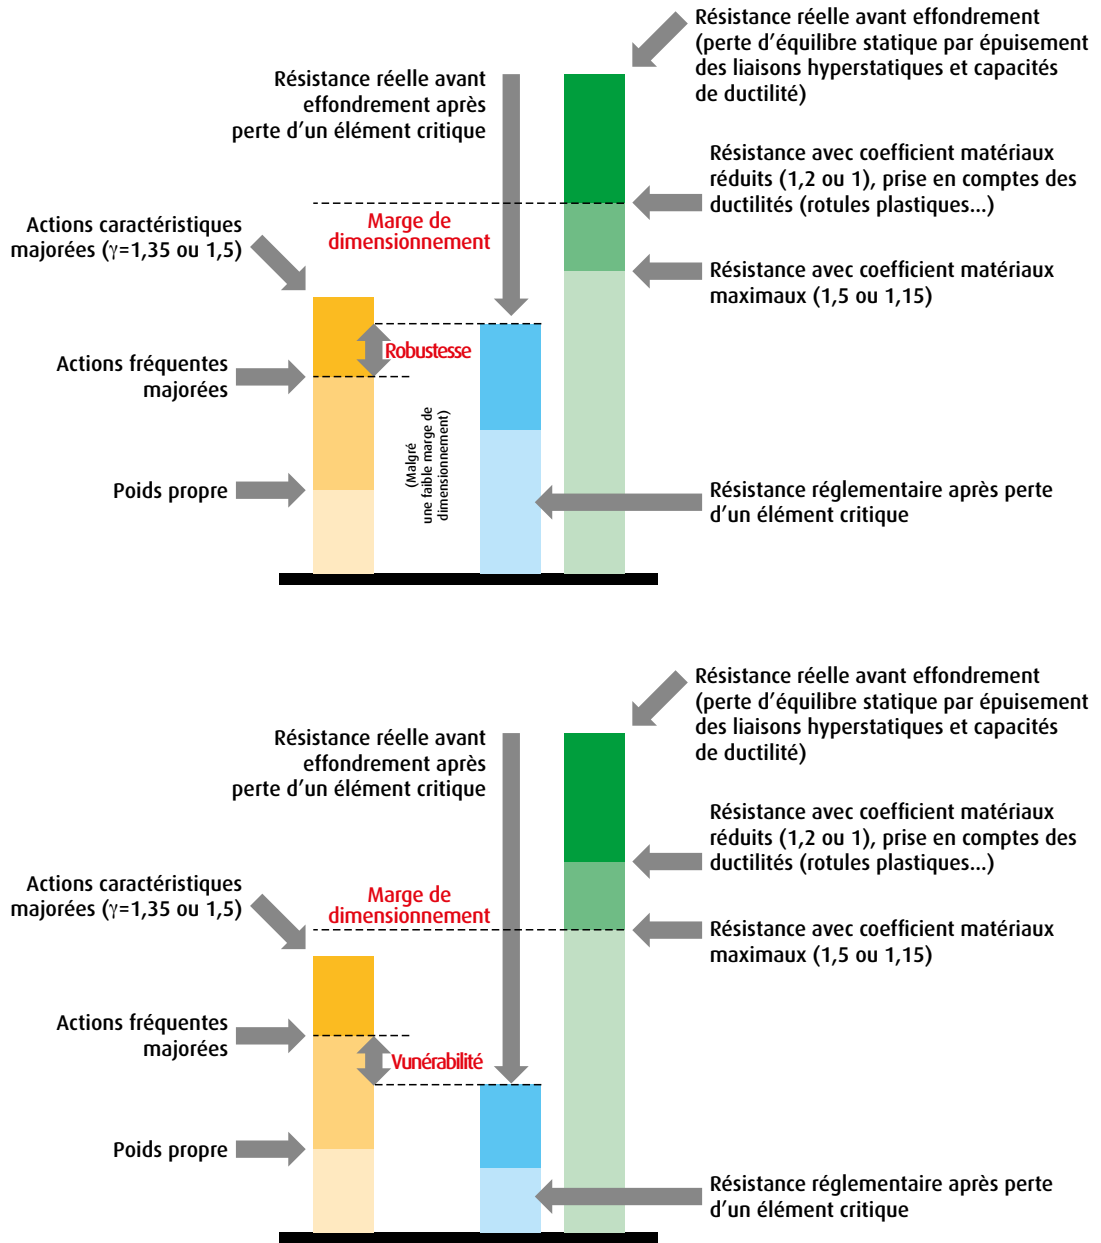 Résistance réelle avant effondrement
(perte d'équilibre statique par épuisement
des liaisons hyperstatiques et capacités
de ductilité)
Résistance réelle avant
effondrement après
perte d'un élément critique
Résistance avec coefficient matériaux
réduits (1,2 ou 1), prise en comptes des
ductilités (rotules plastiques...)
Actions caractéristiques
majorées (γ=1,35 ou 1,5)
Marge de
dimensionnement
Résistance avec coefficient matériaux
maximaux (1,5 ou 1,15)
Robustesse
Actions fréquentes
majorées
(Malgré
une faible marge de
dimensionnement)
Poids propre
Résistance réglementaire après perte
d'un élément critique
Résistance réelle avant effondrement
(perte d'équilibre statique par épuisement
des liaisons hyperstatiques et capacités
de ductilité)
Résistance réelle avant
effondrement après
perte d'un élément critique
Résistance avec coefficient matériaux
réduits (1,2 ou 1), prise en comptes des
ductilités (rotules plastiques...)
Actions caractéristiques
majorées (γ=1,35 ou 1,5)
Marge de
dimensionnement
Résistance avec coefficient matériaux
maximaux (1,5 ou 1,15)
Actions fréquentes
majorées
Vunérabilité
Poids propre
Résistance réglementaire après perte
d'un élément critique